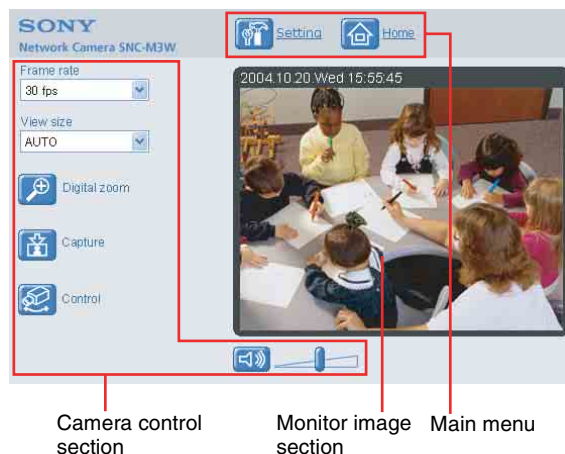 SONY
Network Camera SNC-M3W
Setting
Home
Frame rate
30 fps
View size
AUTO
Digital zoom
Capture
Control
2004.10.20.Wed 15:55:45
Camera control
section
Monitor image
section
Main menu